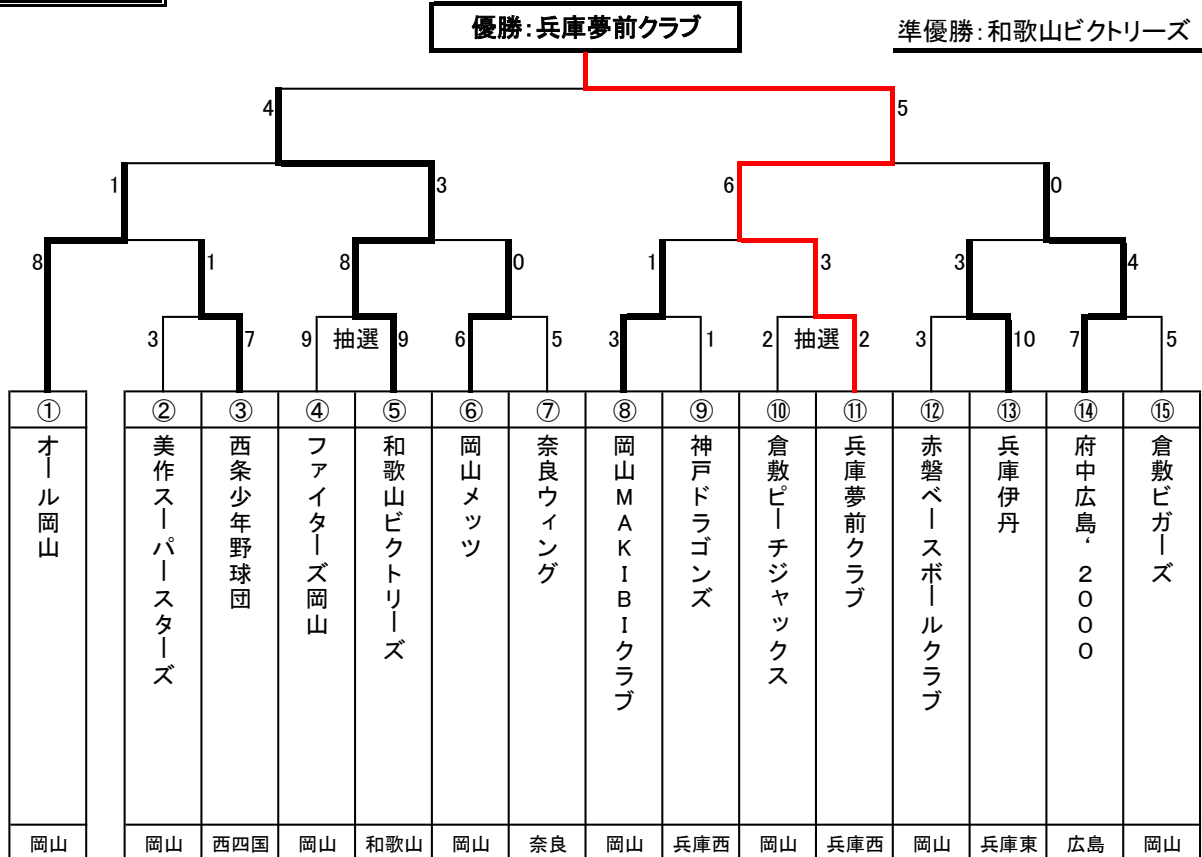 優勝:兵庫夢前クラブ
準優勝:和歌山ビクトリーズ
4 5
1 3 6 0
8 1 8 0 1 3 3 4
3 7 9 抽選 9 6 5 3 1 2 抽選 2 3 10 7 5
① ② ③ ④ ⑤ ⑥ ⑦ ⑧ ⑨ ⑩ ⑪ ⑫ ⑬ ⑭ ⑮
オール岡山
美作スーパースターズ
西条少年野球団
ファイターズ岡山
和歌山ビクトリーズ
岡山メッツ
奈良ウィング
岡山MAKIBIクラブ
神戸ドラゴンズ
倉敷ピーチジャックス
兵庫夢前クラブ
赤磐ベースボールクラブ
兵庫伊丹
府中広島‘2000
倉敷ビガーズ
岡山 岡山 西四国 岡山 和歌山 岡山 奈良 岡山 兵庫西 岡山 兵庫西 岡山 兵庫東 広島 岡山